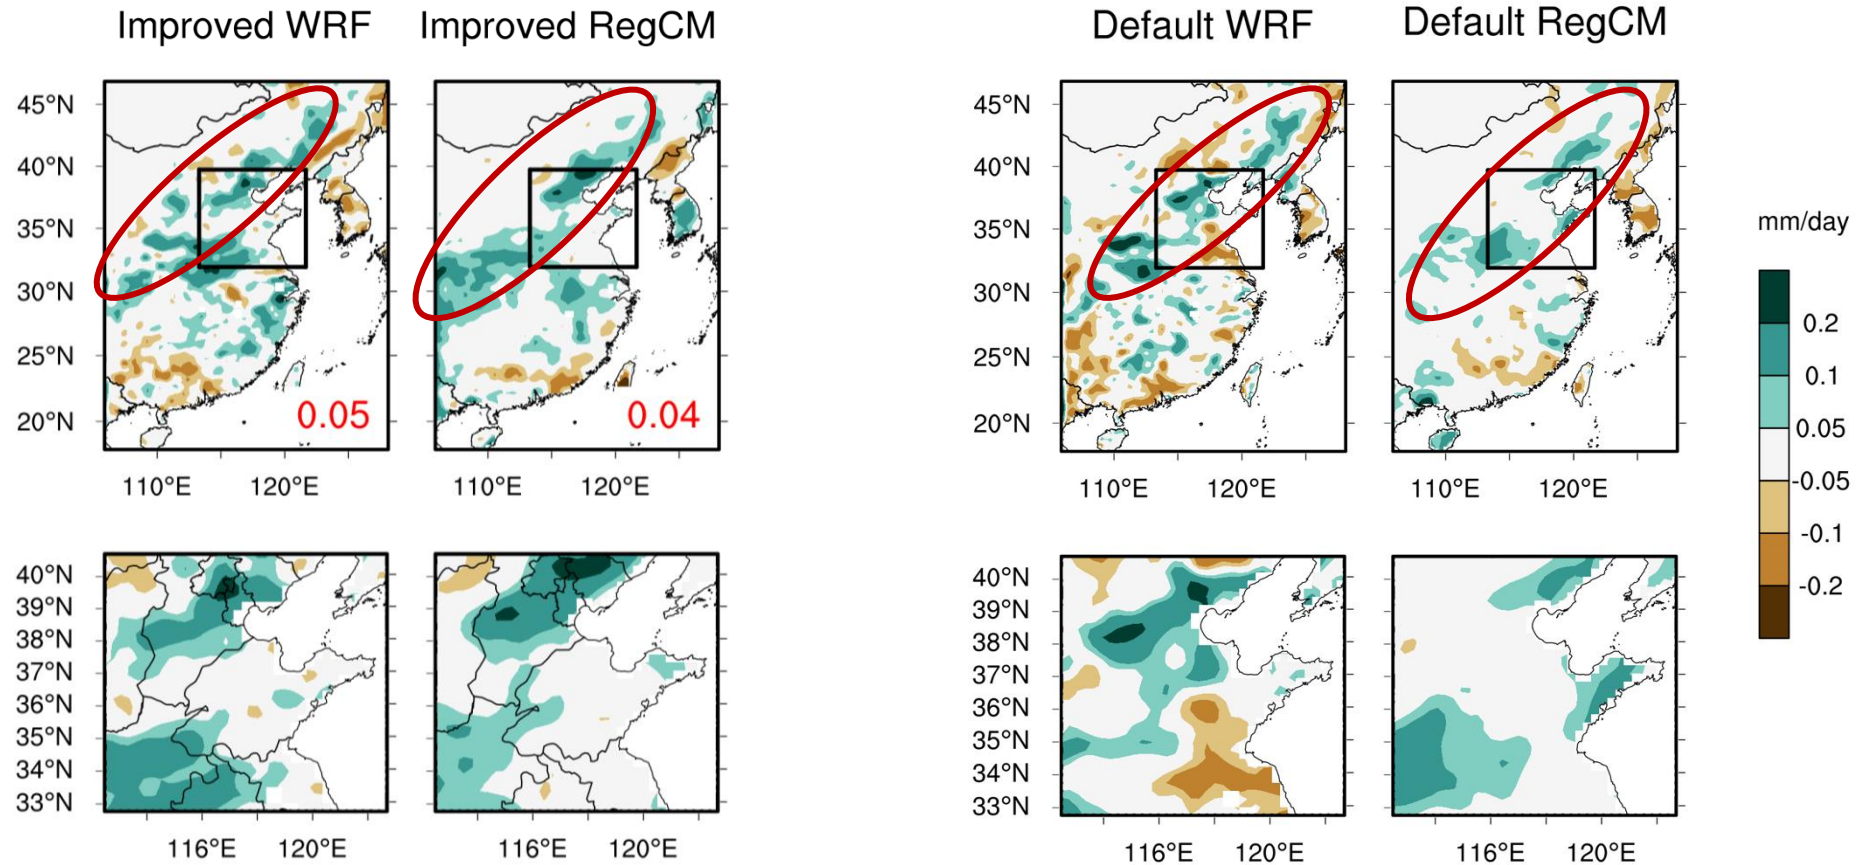 Improved WRF
Improved RegCM
Default WRF
Default RegCM
45°N
40°N
35°N
30°N
25°N
20°N
0.05
0.04
110°E
120°E
110°E
120°E
45°N
40°N
35°N
30°N
25°N
20°N
110°E
120°E
110°E
120°E
mm/day
0.2
0.1
0.05
-0.05
-0.1
-0.2
40°N
39°N
38°N
37°N
36°N
35°N
34°N
33°N
116°E
120°E
116°E
120°E
40°N
39°N
38°N
37°N
36°N
35°N
34°N
33°N
116°E
120°E
116°E
120°E